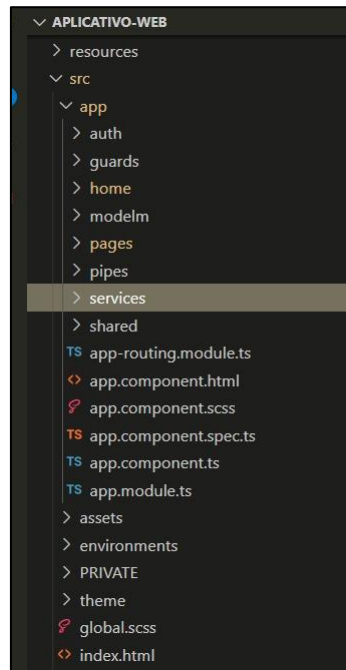 APLICATIVO-WEB
resources
src
app
auth
guards
home
modelm
pages
pipes
services
shared
TS app-routing.module.ts
<> app.component.html
app.component.scss
TS app.component.spec.ts
TS app.component.ts
TS app.module.ts
assets
environments
PRIVATE
theme
global.scss
<> index.html